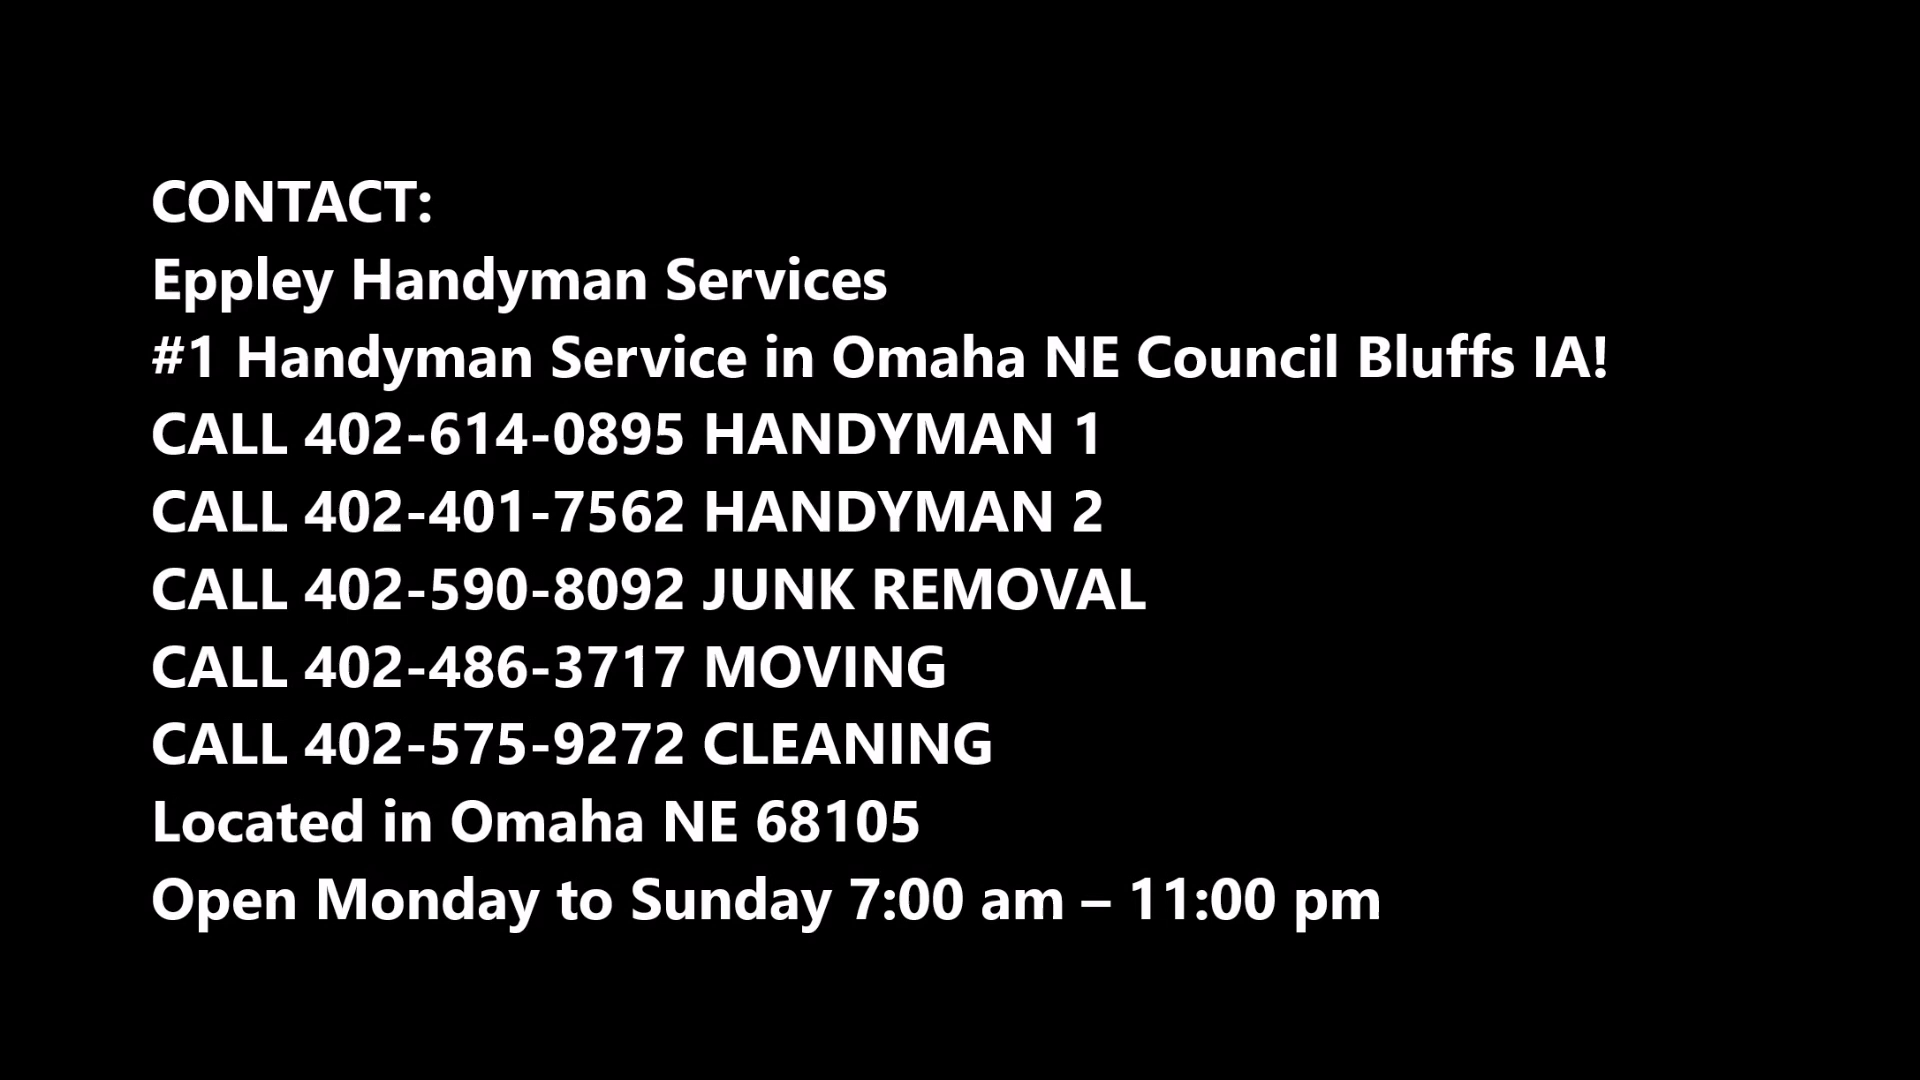 CONTACT:
Eppley Handyman Services
#1 Handyman Service in Omaha NE Council Bluffs IA!
CALL 402-614-0895 HANDYMAN 1
CALL 402-401-7562 HANDYMAN 2
CALL 402-590-8092 JUNK REMOVAL
CALL 402-486-3717 MOVING
CALL 402-575-9272 CLEANING
Located in Omaha NE 68105
Open Monday to Sunday 7:00 am – 11:00 pm